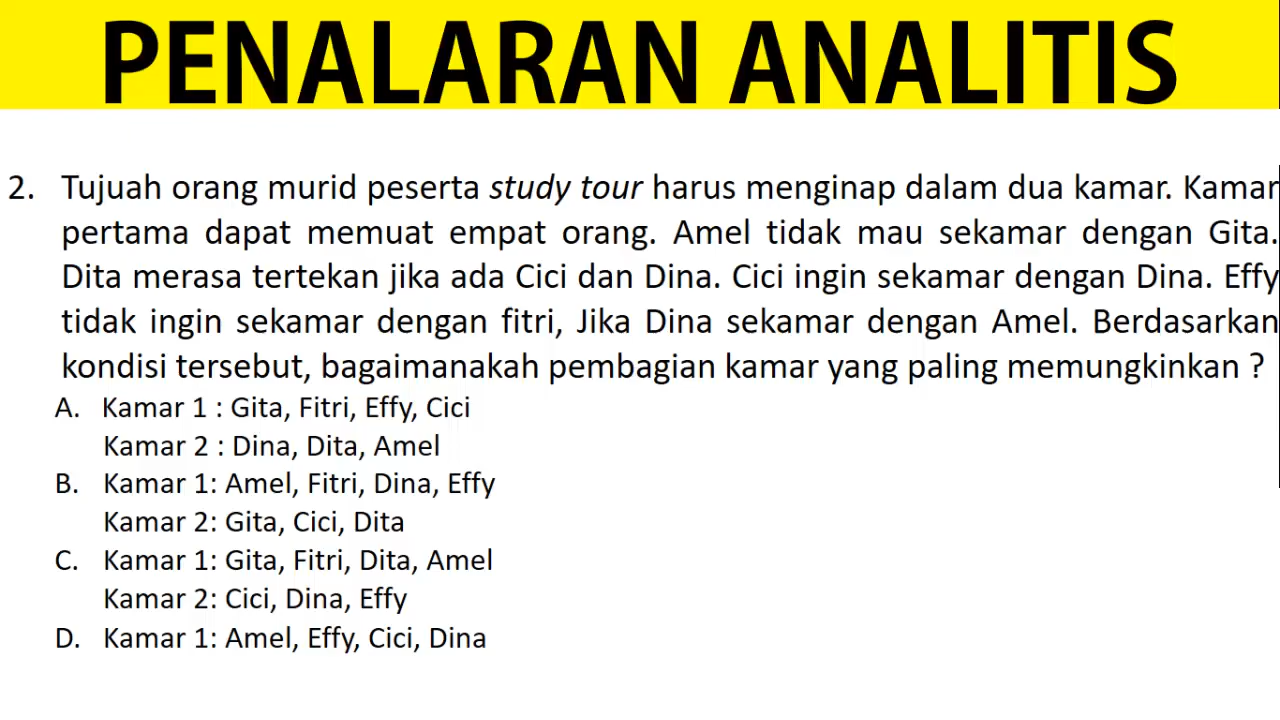 PENALARAN ANALITIS
2. Tujuah orang murid peserta study tour harus menginap dalam dua kamar. Kamar
pertama dapat memuat empat orang. Amel tidak mau sekamar dengan Gita.
Dita merasa tertekan jika ada Cici dan Dina. Cici ingin sekamar dengan Dina. Effy
tidak ingin sekamar dengan fitri, Jika Dina sekamar dengan Amel. Berdasarkan
kondisi tersebut, bagaimanakah pembagian kamar yang paling memungkinkan ?
A. Kamar 1 : Gita, Fitri, Effy, Cici
Kamar 2 : Dina, Dita, Amel
B. Kamar 1: Amel, Fitri, Dina, Effy
Kamar 2: Gita, Cici, Dita
C. Kamar 1: Gita, Fitri, Dita, Amel
Kamar 2: Cici, Dina, Effy
D. Kamar 1: Amel, Effy, Cici, Dina